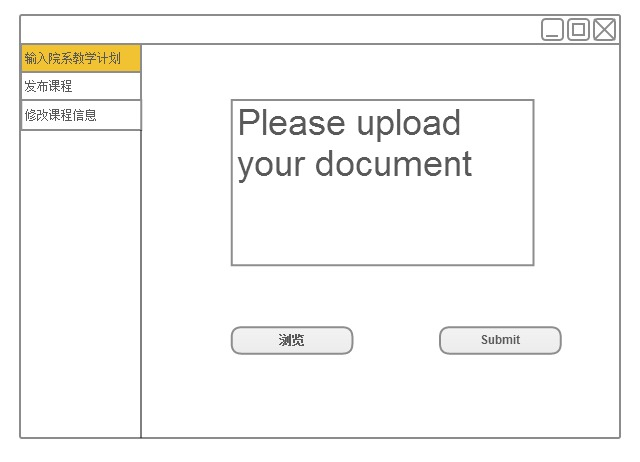 输入院系教学计划
发布课程
修改课程信息
Please upload
your document
浏览
Submit